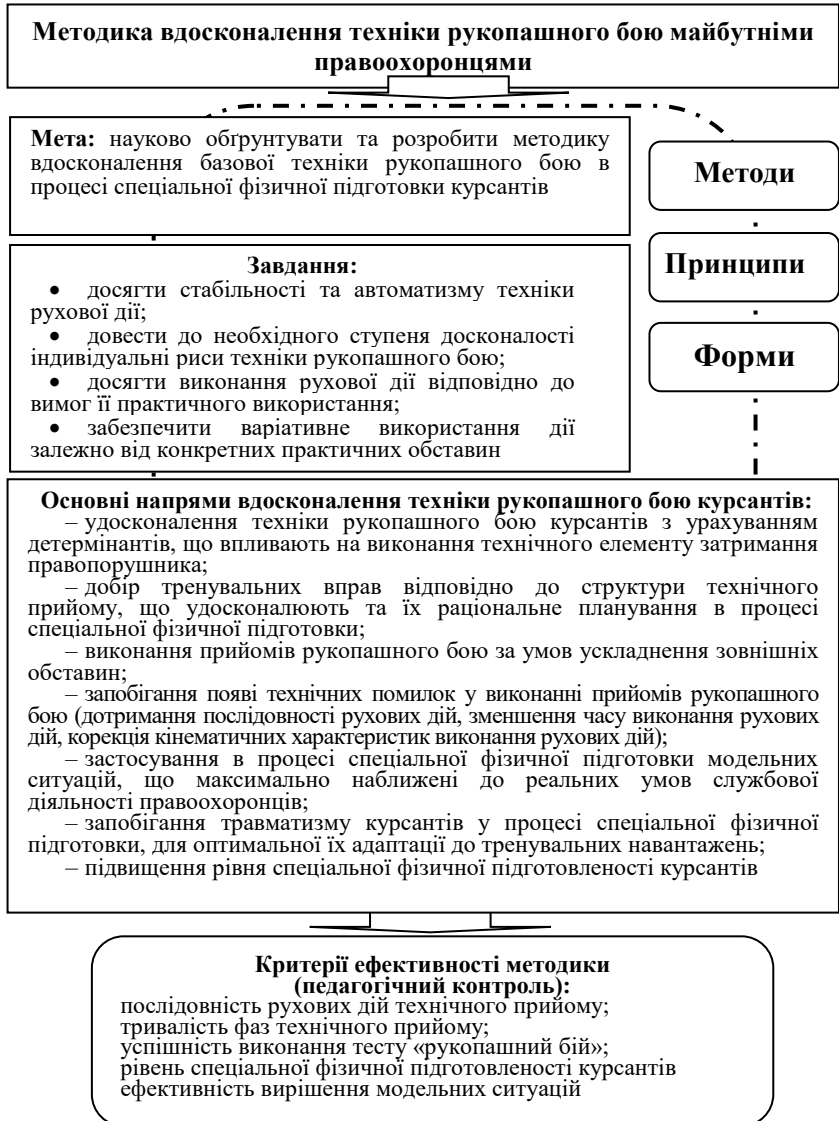 Методика вдосконалення техніки рукопашного бою майбутніми
правоохоронцями
Мета: науково обґрунтувати та розробити методику
вдосконалення базової техніки рукопашного бою в
процесі спеціальної фізичної підготовки курсантів
Методи
Принципи
Форми
Завдання:
• досягти стабільності та автоматизму техніки
рухової дії;
• довести до необхідного ступеня досконалості
індивідуальні риси техніки рукопашного бою;
• досягти виконання рухової дії відповідно до
вимог її практичного використання;
• забезпечити варіативне використання дії
залежно від конкретних практичних обставин
Основні напрями вдосконалення техніки рукопашного бою курсантів:
– удосконалення техніки рукопашного бою курсантів з урахуванням
детермінантів, що впливають на виконання технічного елементу затримання
правопорушника;
– добір тренувальних вправ відповідно до структури технічного
прийому, що удосконалюють та їх раціональне планування в процесі
спеціальної фізичної підготовки;
– виконання прийомів рукопашного бою за умов ускладнення зовнішніх
обставин;
– запобігання появі технічних помилок у виконанні прийомів рукопашного
бою (дотримання послідовності рухових дій, зменшення часу виконання рухових
дій, корекція кінематичних характеристик виконання рухових дій);
– застосування в процесі спеціальної фізичної підготовки модельних
ситуацій, що максимально наближені до реальних умов службової
діяльності правоохоронців;
– запобігання травматизму курсантів у процесі спеціальної фізичної
підготовки, для оптимальної їх адаптації до тренувальних навантажень;
– підвищення рівня спеціальної фізичної підготовленості курсантів
Критерії ефективності методики
(педагогічний контроль):
послідовність рухових дій технічного прийому;
тривалість фаз технічного прийому;
успішність виконання тесту «рукопашний бій»;
рівень спеціальної фізичної підготовленості курсантів
ефективність вирішення модельних ситуацій